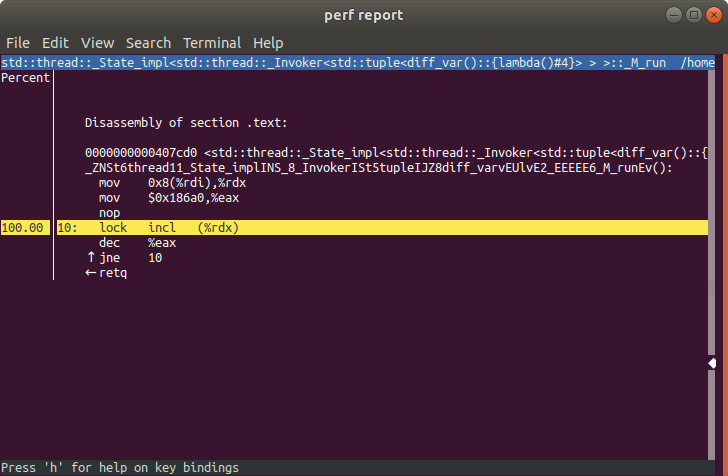 perf report
File Edit View Search Terminal Help
std::thread::_State_impl<std::thread::_Invoker<std::tuple<diff_var()::{lambda()#4}> > >::_M_run /home
Percent
Disassembly of section .text:
0000000000407cd0 <std::thread::_State_impl<std::thread::_Invoker<std::tuple<diff_var()::{
_ZNSt6thread11_State_implINS_8_InvokerISt5tupleIJZ8diff_varvEUlvE2_EEEEE6_M_runEv():
mov 0x8(%rdi),%rdx
mov $0x186a0,%eax
nop
100.00 10: lock incl (%rdx)
dec %eax
↑ jne 10
← retq
Press 'h' for help on key bindings